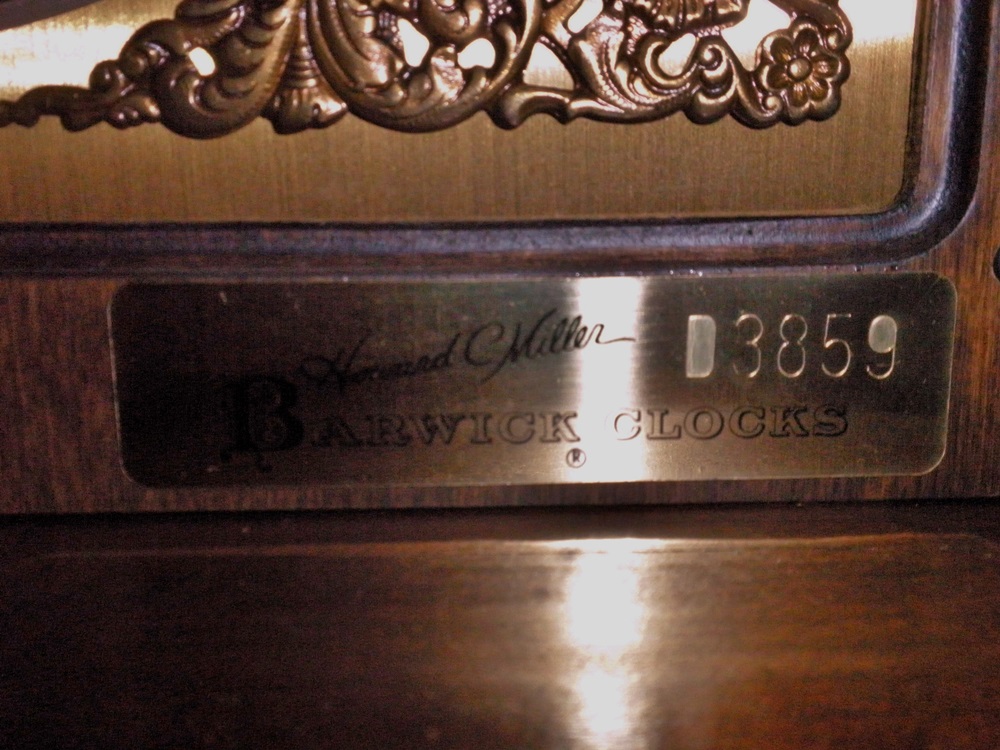 Howard Miller
D3859
BARWICK CLOCKS
®